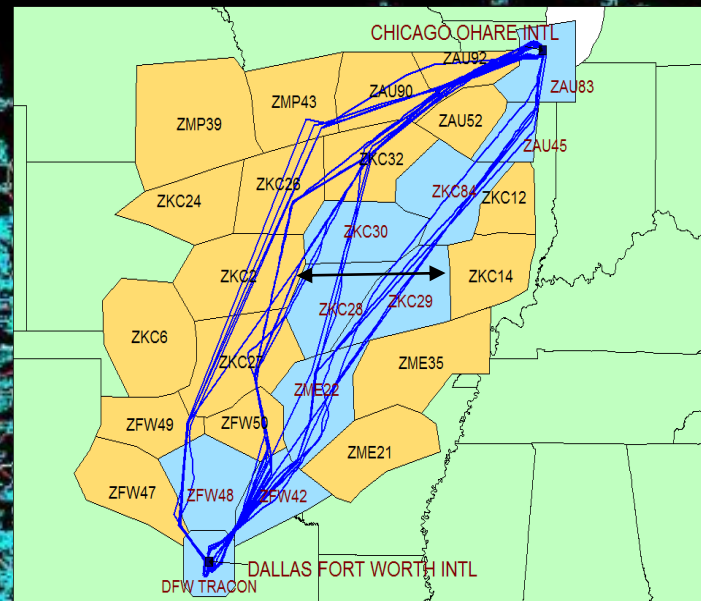 CHICAGO OHARE INTL
ZAU92
ZAU83
ZAU90
ZMP43
ZMP39
ZAU52
ZAU45
ZKC32
ZKC26
ZKC84
ZKC24
ZKC12
ZKC30
ZKC2
ZKC14
ZKC28
ZKC29
ZKC6
ZKC27
ZME35
ZME22
ZFW49
ZFW50
ZME21
ZFW47
ZFW48
ZFW42
DALLAS FORT WORTH INTL
DFW TRACON